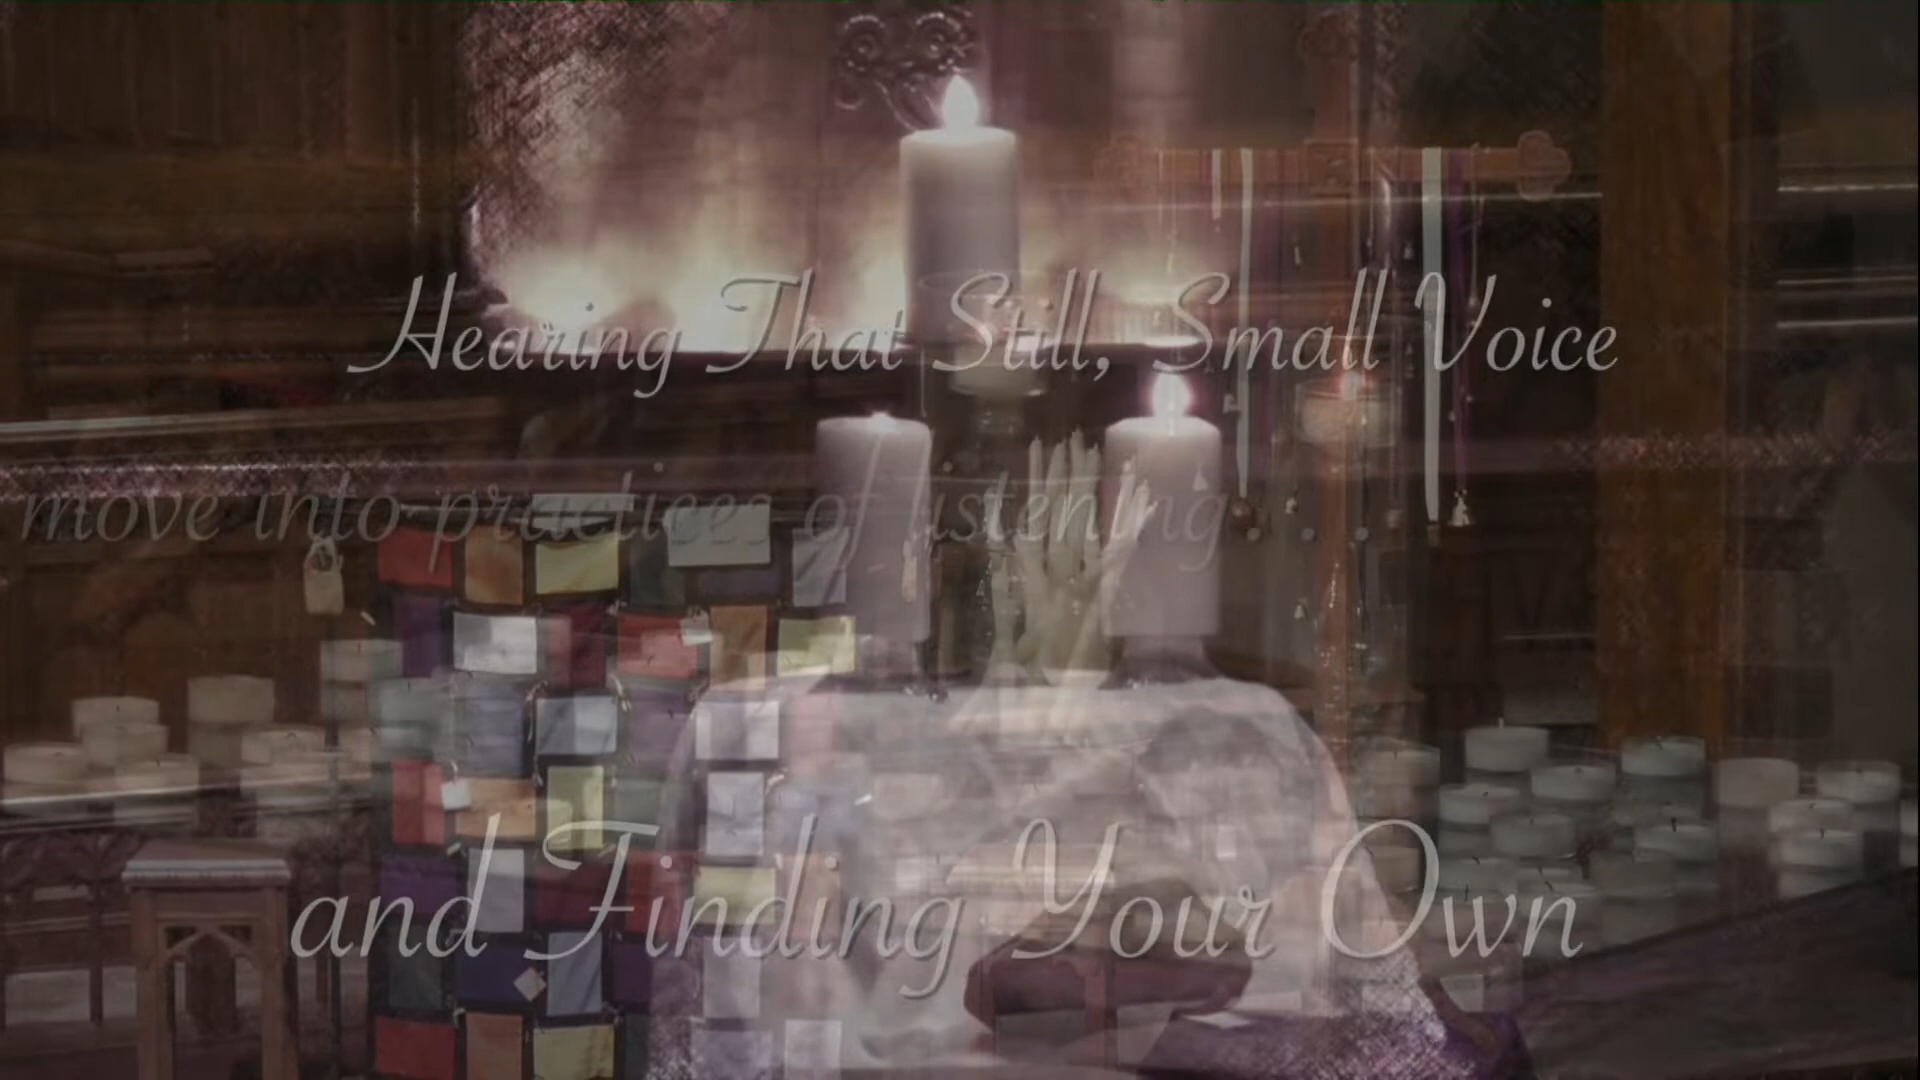 Hearing That Still, Small Voice
move into practices of listening. . .
and Finding Your Own